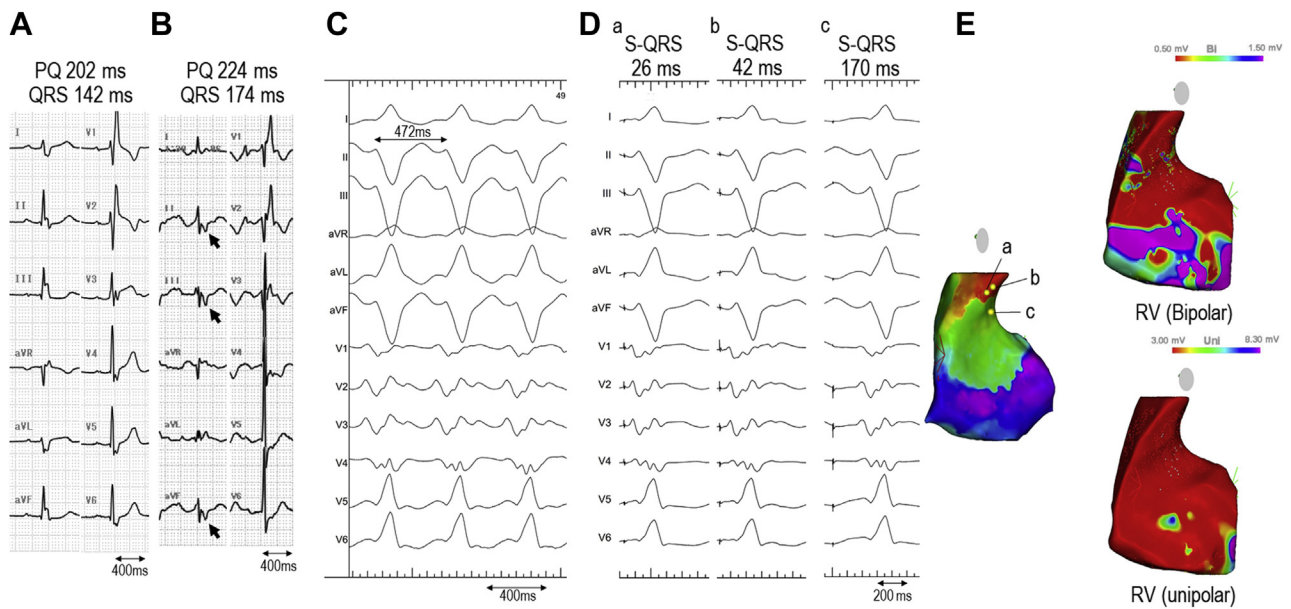 A
PQ 202 ms
QRS 142 ms
I
V1
II
V2
III
V3
aVR
V4
aVL
V5
aVF
V6
400ms
B
PQ 224 ms
QRS 174 ms
I
V1
II
V2
III
V3
aVR
V4
aVL
V5
aVF
V6
400ms
C
49
I
472ms
II
III
aVR
aVL
aVF
V1
V2
V3
V4
V5
V6
400ms
D
a
S-QRS
26 ms
b
S-QRS
42 ms
c
S-QRS
170 ms
I
II
III
aVR
aVL
aVF
V1
V2
V3
V4
V5
V6
200 ms
a
b
c
E
0.50 mV Bi 1.50 mV
RV (Bipolar)
3.00 mV Uni 8.30 mV
RV (unipolar)